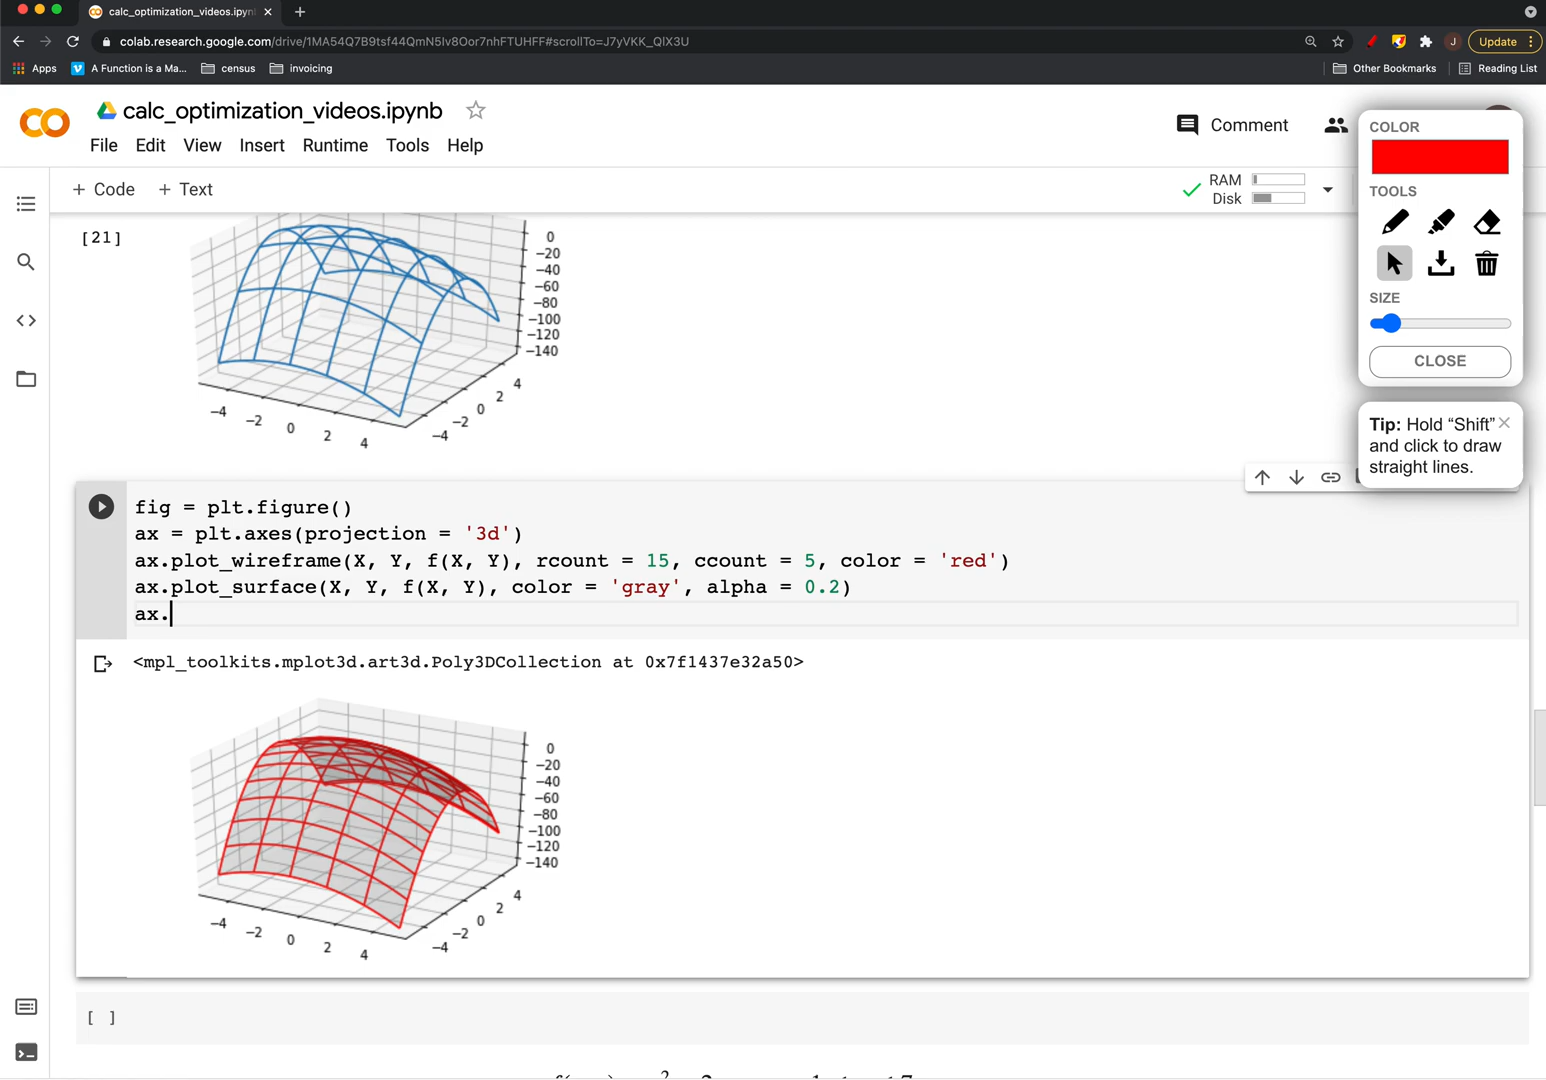 calc_optimization_videos.ipyn
colab.research.google.com/drive/1MA54Q7B9tsf44QmN5Iv8Oor7nhFTUHFF#scrollTo=J7yVKK_QlX3U
J
Update
Apps
A Function is a Ma...
census
invoicing
Other Bookmarks
Reading List
calc_optimization_videos.ipynb
File Edit View Insert Runtime Tools Help
Comment
+ Code + Text
RAM
Disk
COLOR
TOOLS
SIZE
CLOSE
Tip: Hold “Shift”
and click to draw
straight lines.
[21]
0
−20
−40
−60
−80
−100
−120
−140
4
2
0
−2
−4
−4
−2
0
2
4
fig = plt.figure()
ax = plt.axes(projection = '3d')
ax.plot_wireframe(X, Y, f(X, Y), rcount = 15, ccount = 5, color = 'red')
ax.plot_surface(X, Y, f(X, Y), color = 'gray', alpha = 0.2)
ax.
<mpl_toolkits.mplot3d.art3d.Poly3DCollection at 0x7f1437e32a50>
0
−20
−40
−60
−80
−100
−120
−140
4
2
0
−2
−4
−4
−2
0
2
4
[ ]